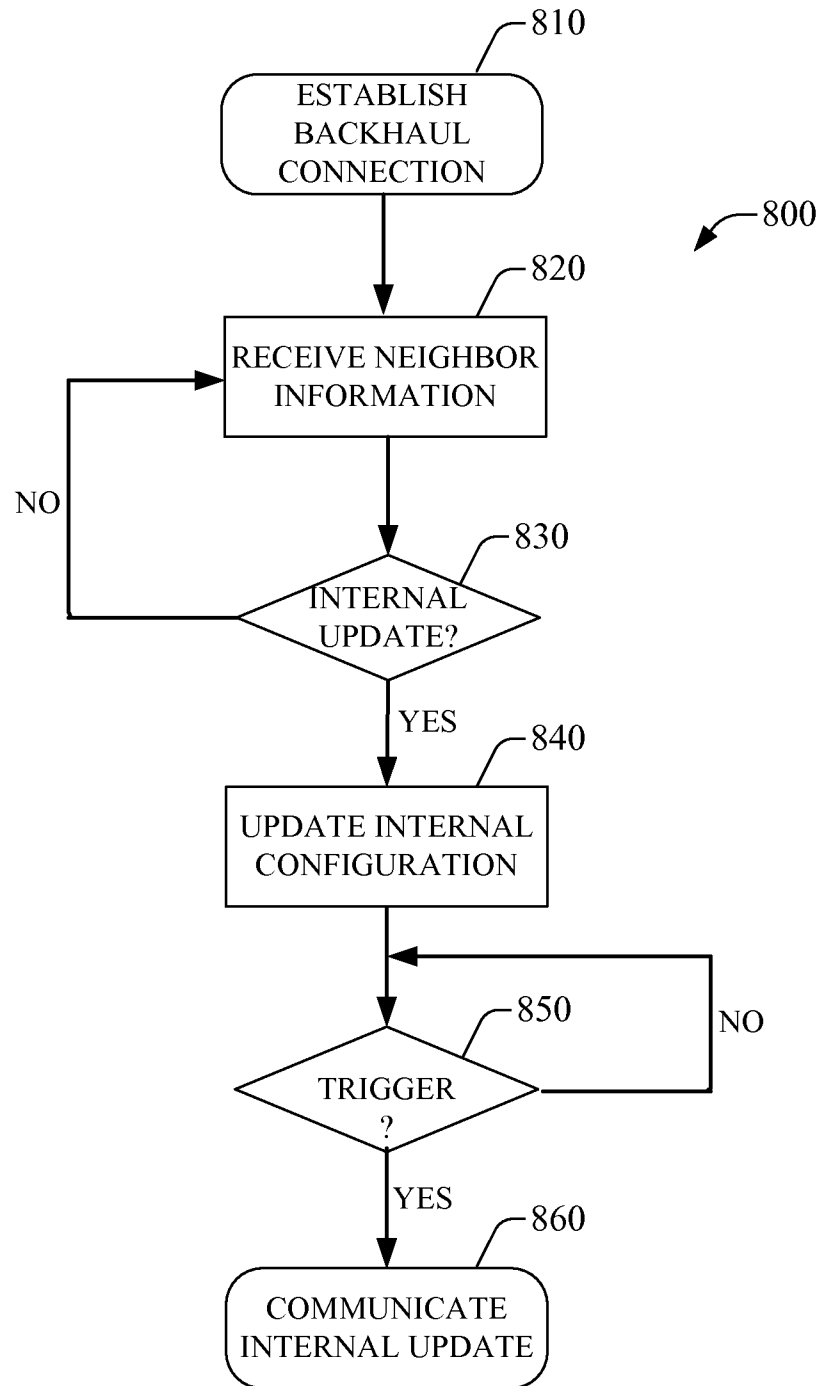 810
ESTABLISH
BACKHAUL
CONNECTION
800
820
RECEIVE NEIGHBOR
INFORMATION
NO
830
INTERNAL
UPDATE?
YES
840
UPDATE INTERNAL
CONFIGURATION
850
NO
TRIGGER
?
YES
860
COMMUNICATE
INTERNAL UPDATE